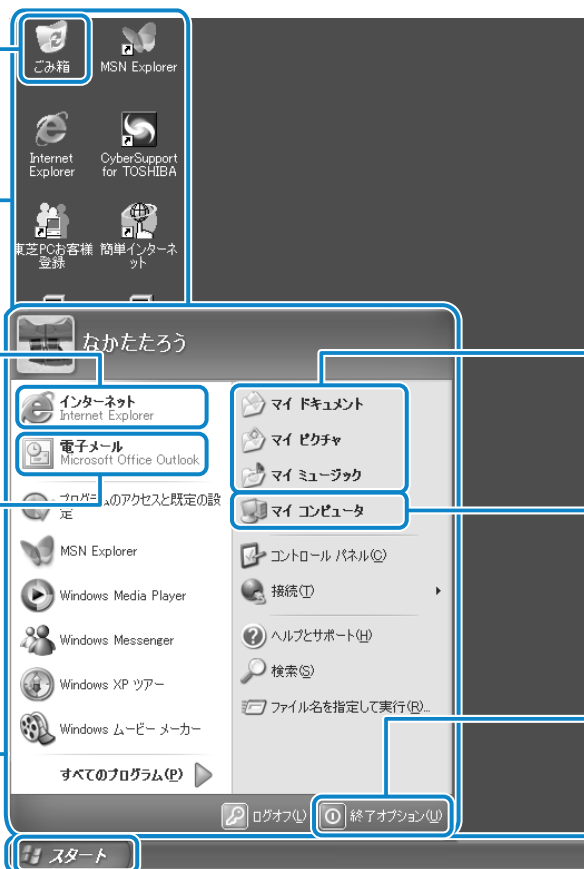 ごみ箱
MSN Explorer
Internet
Explorer
CyberSupport
for TOSHIBA
東芝PCお客様
登録
簡単インターネ
ット
なかたたろう
インターネット
Internet Explorer
電子メール
Microsoft Office Outlook
プログラムのアクセスと既定の設
定
MSN Explorer
Windows Media Player
Windows Messenger
Windows XP ツアー
Windows ムービー メーカー
すべてのプログラム(P)
マイ ドキュメント
マイ ピクチャ
マイ ミュージック
マイ コンピュータ
コントロール パネル(C)
接続(T)
ヘルプとサポート(H)
検索(S)
ファイル名を指定して実行(R)...
ログオフ(L)
終了オプション(U)
スタート